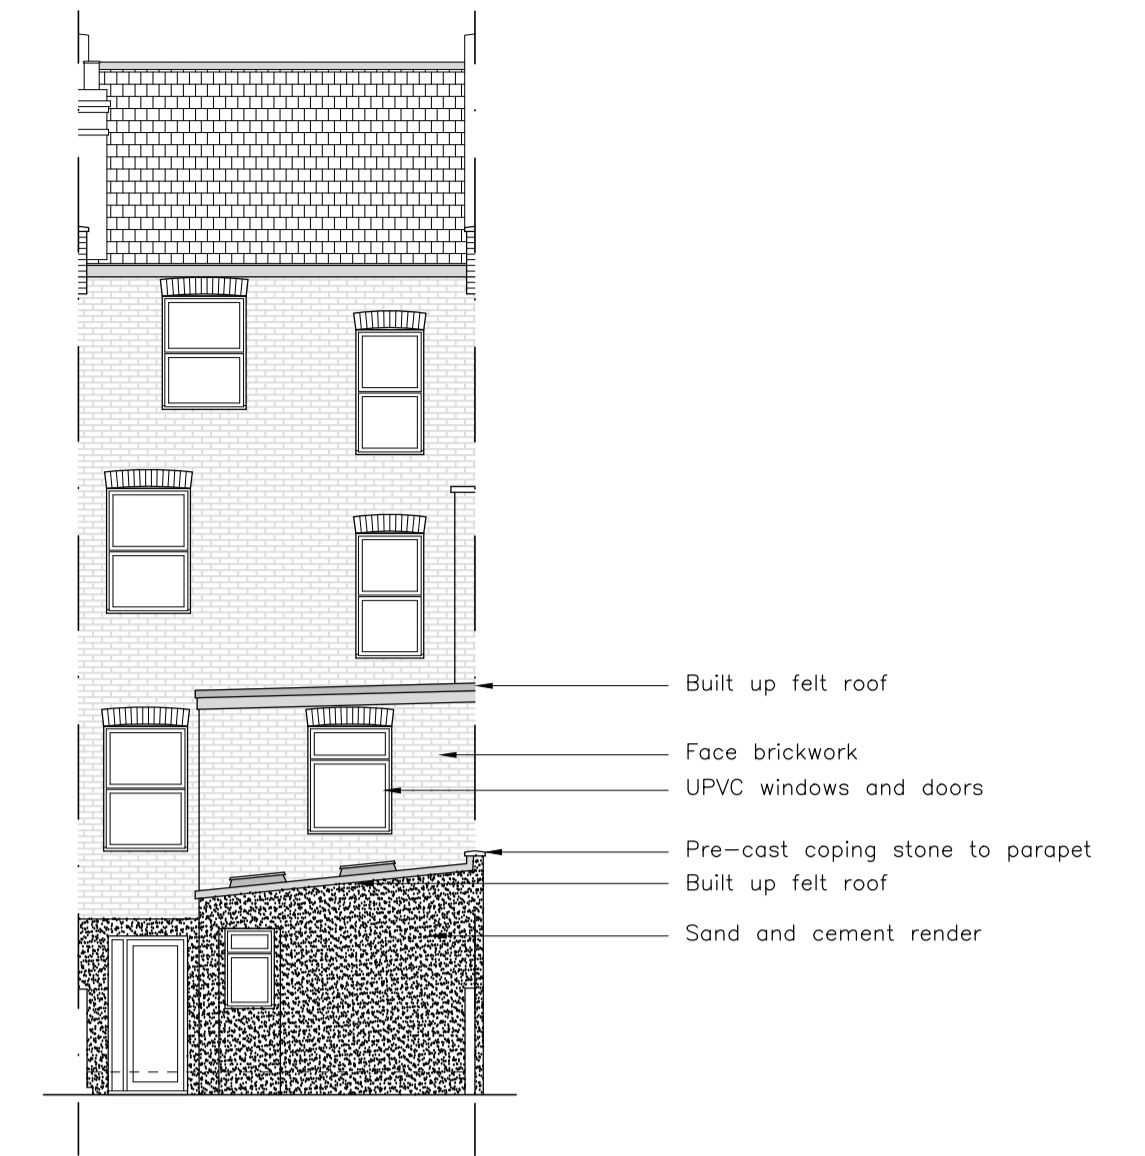 Built up felt roof
Face brickwork
UPVC windows and doors
Pre-cast coping stone to parapet
Built up felt roof
Sand and cement render